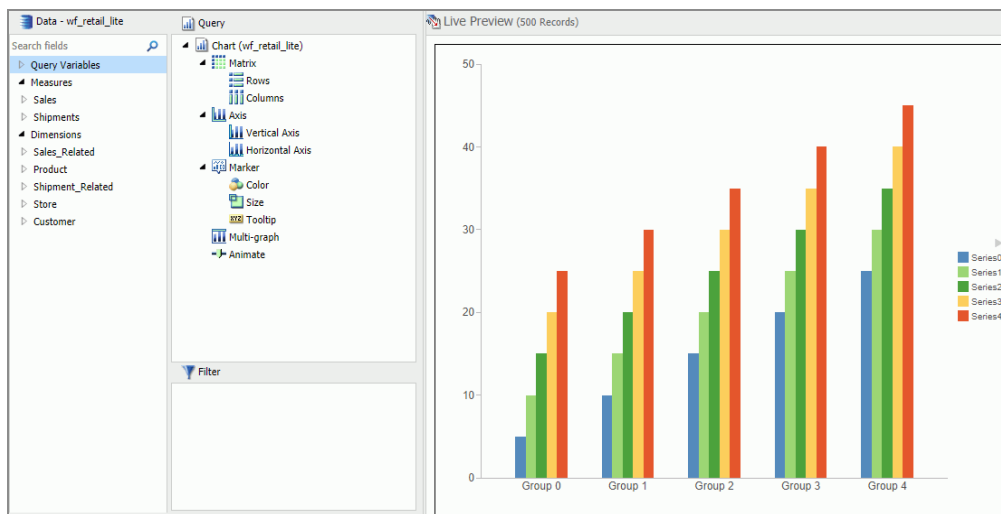 Data - wf_retail_lite
Search fields
Query Variables
Measures
Sales
Shipments
Dimensions
Sales_Related
Product
Shipment_Related
Store
Customer
Query
Chart (wf_retail_lite)
Matrix
Rows
Columns
Axis
Vertical Axis
Horizontal Axis
Marker
Color
Size
XYZ Tooltip
Multi-graph
Animate
Filter
Live Preview (500 Records)
50
40
30
20
10
0
Group 0 Group 1 Group 2 Group 3 Group 4
Series0
Series1
Series2
Series3
Series4